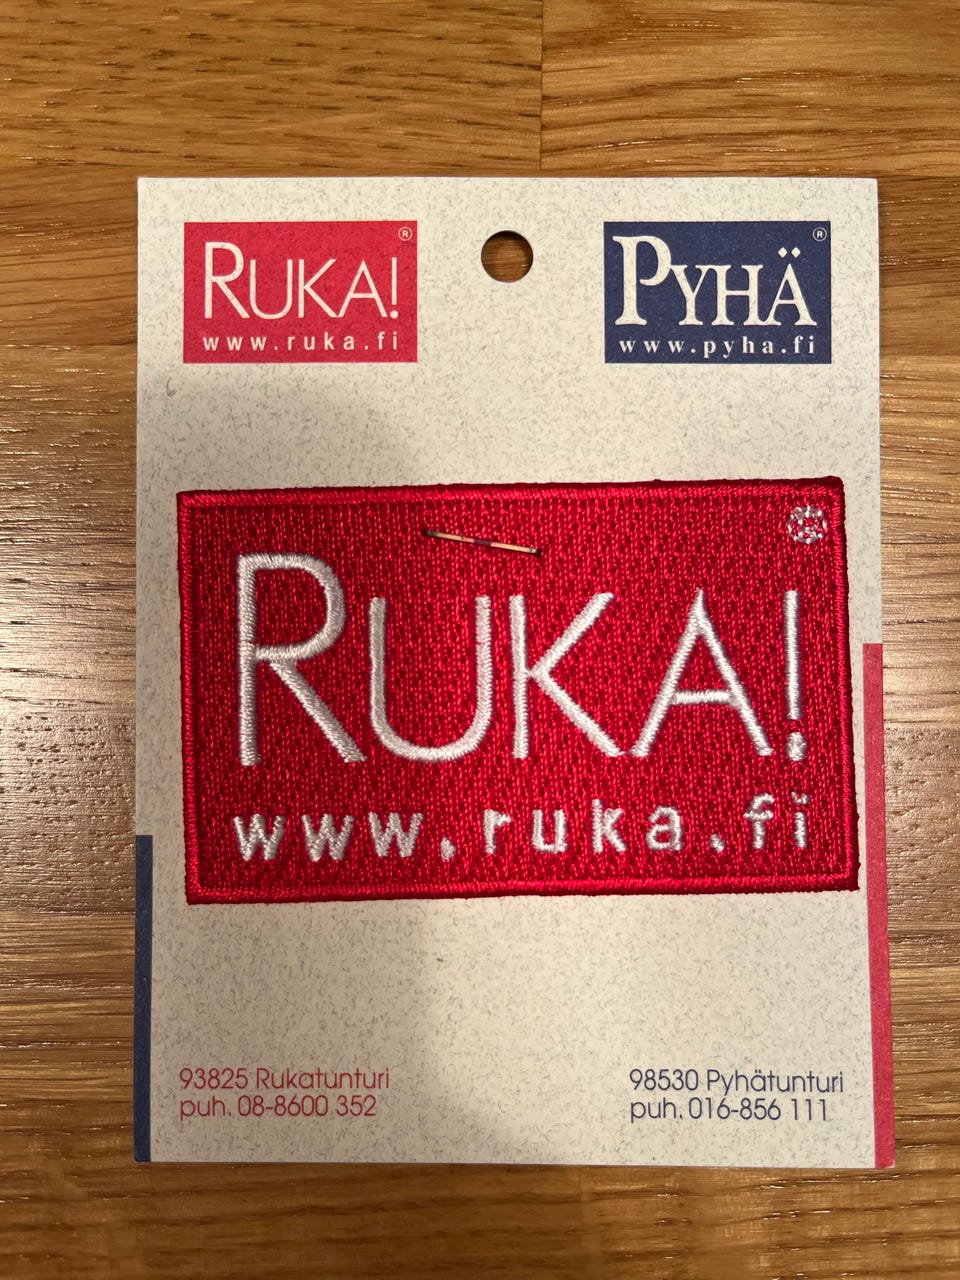 RUKA!®
www.ruka.fi
PYHÄ®
www.pyha.fi
RUKA!®
www.ruka.fi
93825 Rukatunturi
puh. 08-8600 352
98530 Pyhätunturi
puh. 016-856 111